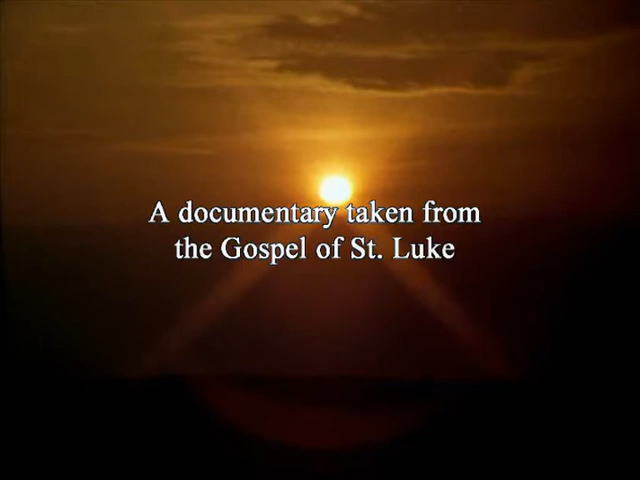 A documentary taken from
the Gospel of St. Luke